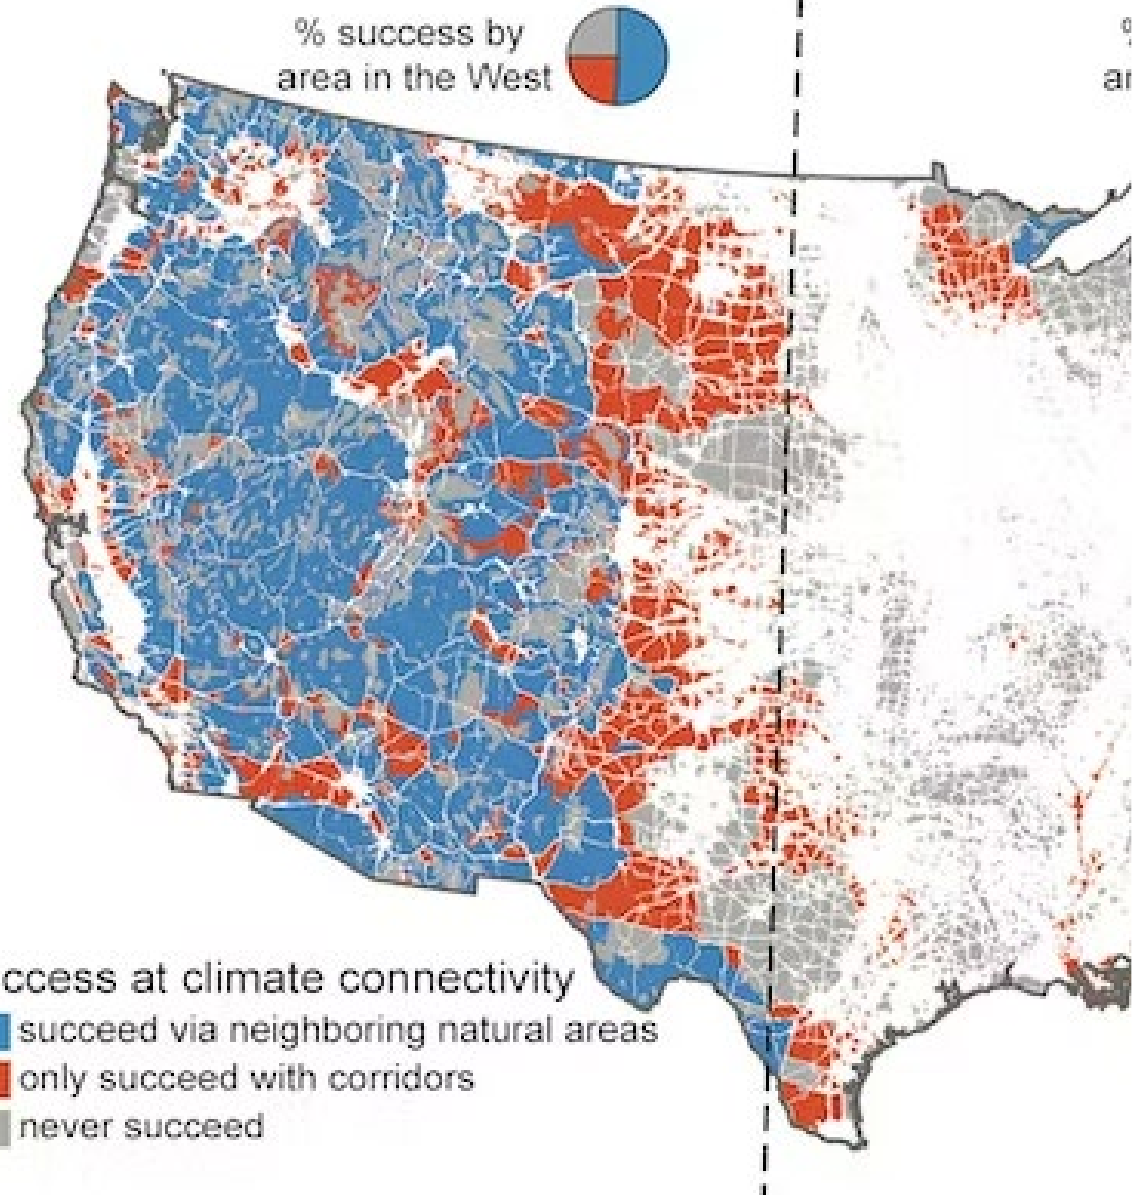 % success by
area in the West
%
ar
ccess at climate connectivity
succeed via neighboring natural areas
only succeed with corridors
never succeed